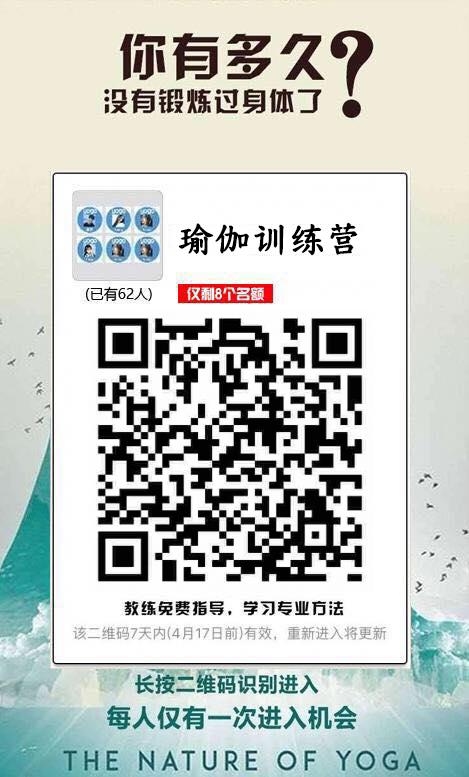 你有多久?
没有锻炼过身体了
瑜伽训练营
(已有62人)
仅剩8个名额
教练免费指导，学习专业方法
该二维码7天内(4月17日前)有效，重新进入将更新
长按二维码识别进入
每人仅有一次进入机会
THE NATURE OF YOGA